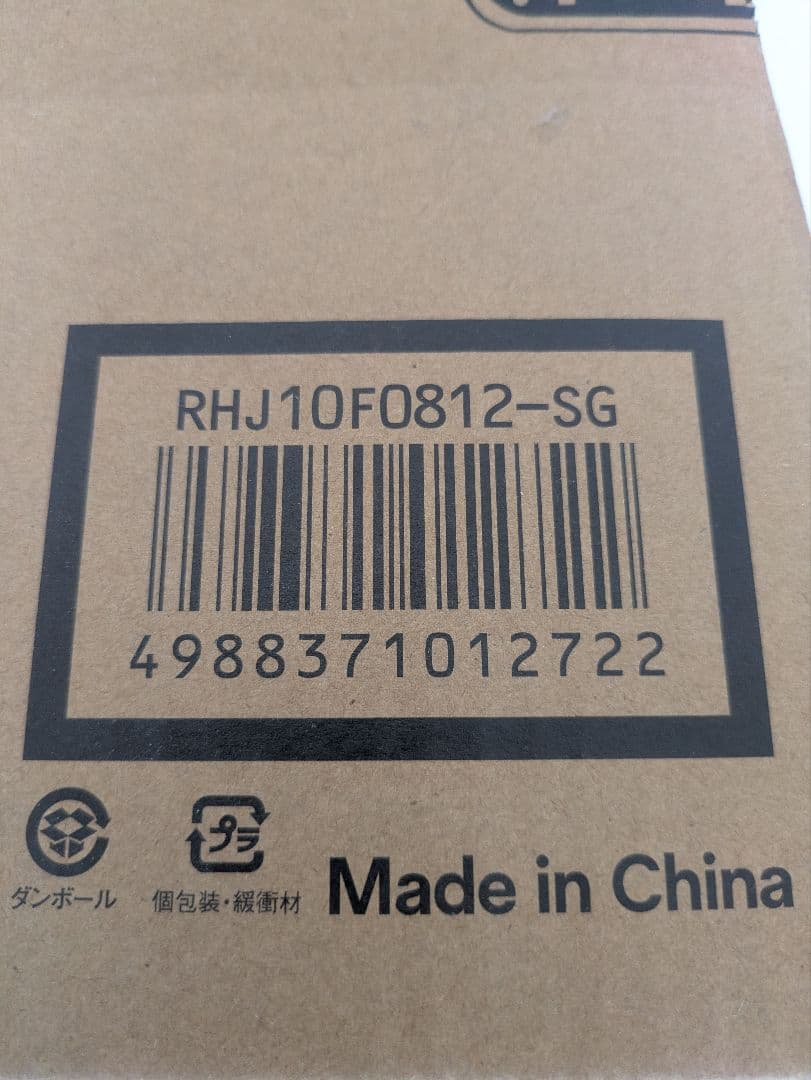 RHJ10F0812-SG
4988371012722
プラ
ダンボール
個包装・緩衝材
Made in China